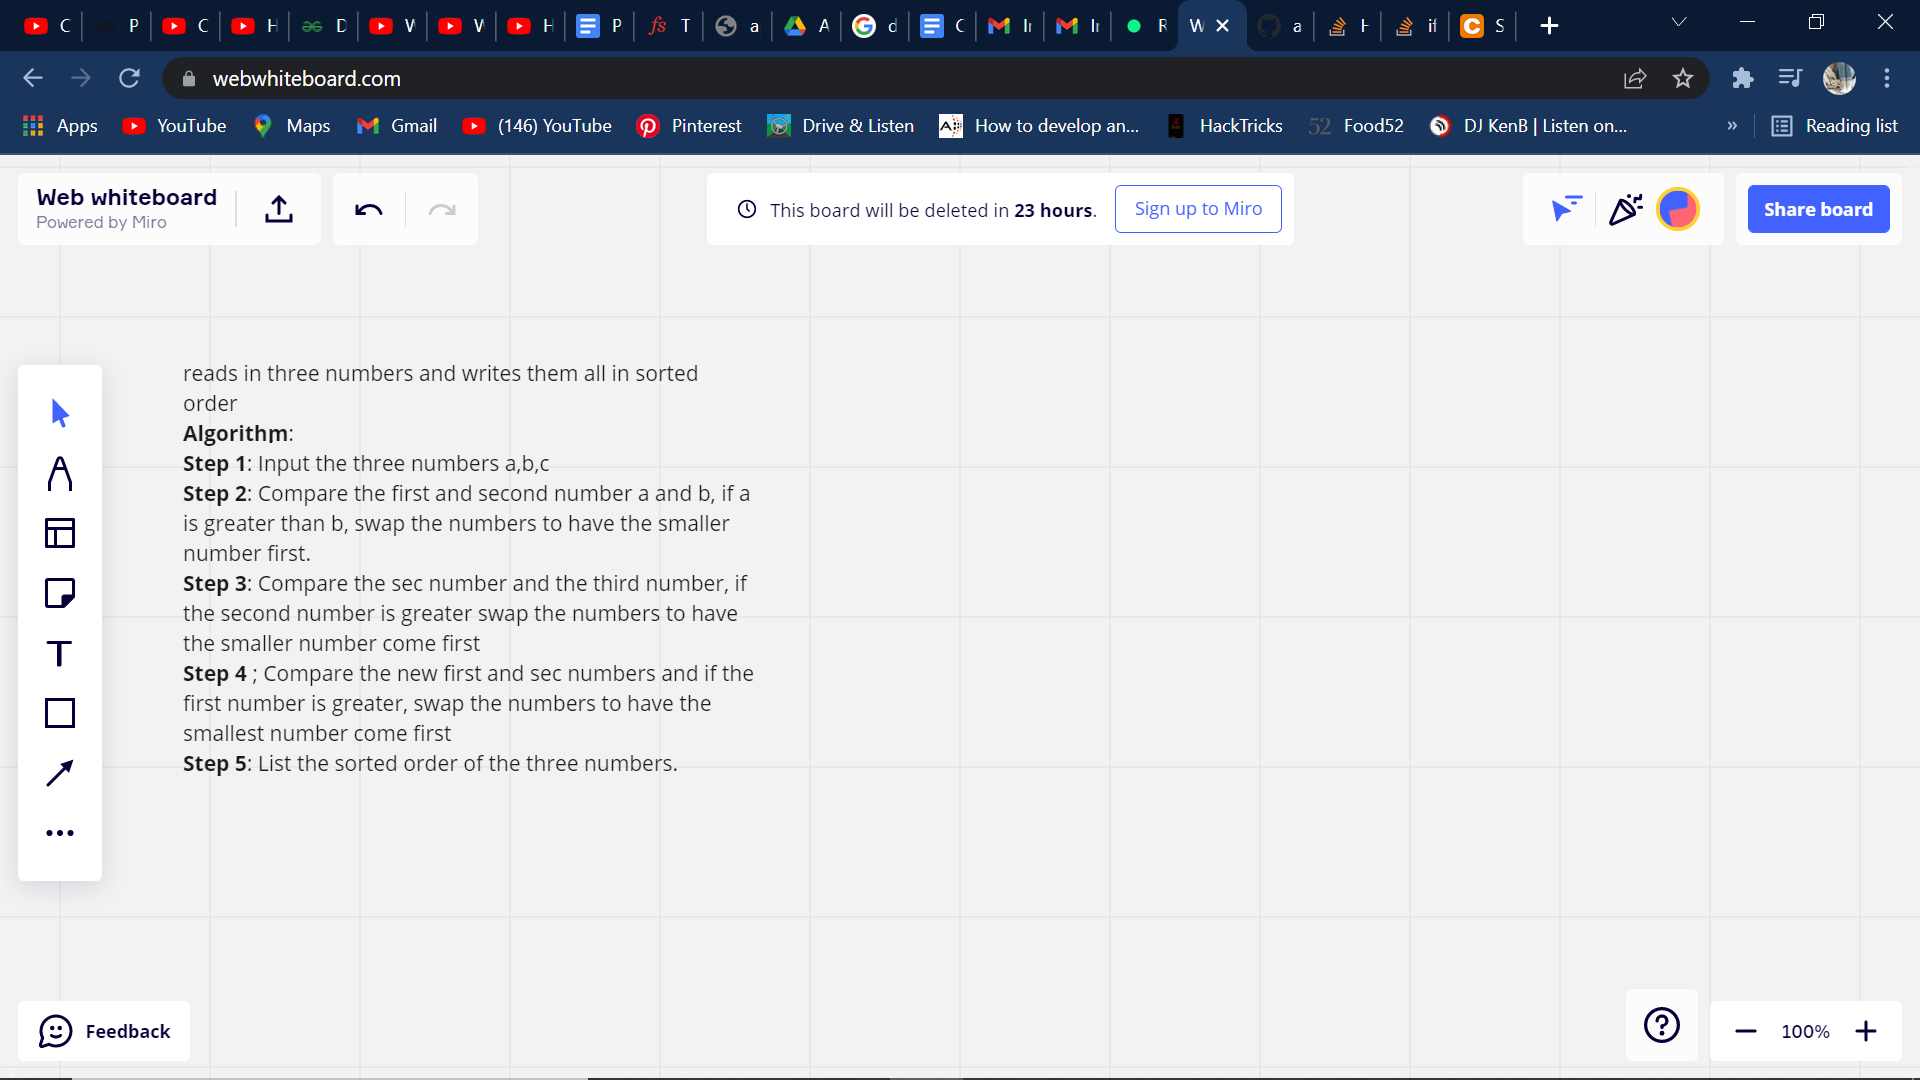 C P C H D W W H P T a A d C Ir Ir R W a H if S
webwhiteboard.com
Apps YouTube Maps Gmail (146) YouTube Pinterest Drive & Listen How to develop an... HackTricks 52 Food52 DJ KenB | Listen on... » Reading list
Web whiteboard
Powered by Miro
This board will be deleted in 23 hours. Sign up to Miro
Share board
reads in three numbers and writes them all in sorted
order
Algorithm:
Step 1: Input the three numbers a,b,c
Step 2: Compare the first and second number a and b, if a
is greater than b, swap the numbers to have the smaller
number first.
Step 3: Compare the sec number and the third number, if
the second number is greater swap the numbers to have
the smaller number come first
Step 4 ; Compare the new first and sec numbers and if the
first number is greater, swap the numbers to have the
smallest number come first
Step 5: List the sorted order of the three numbers.
Feedback
100%